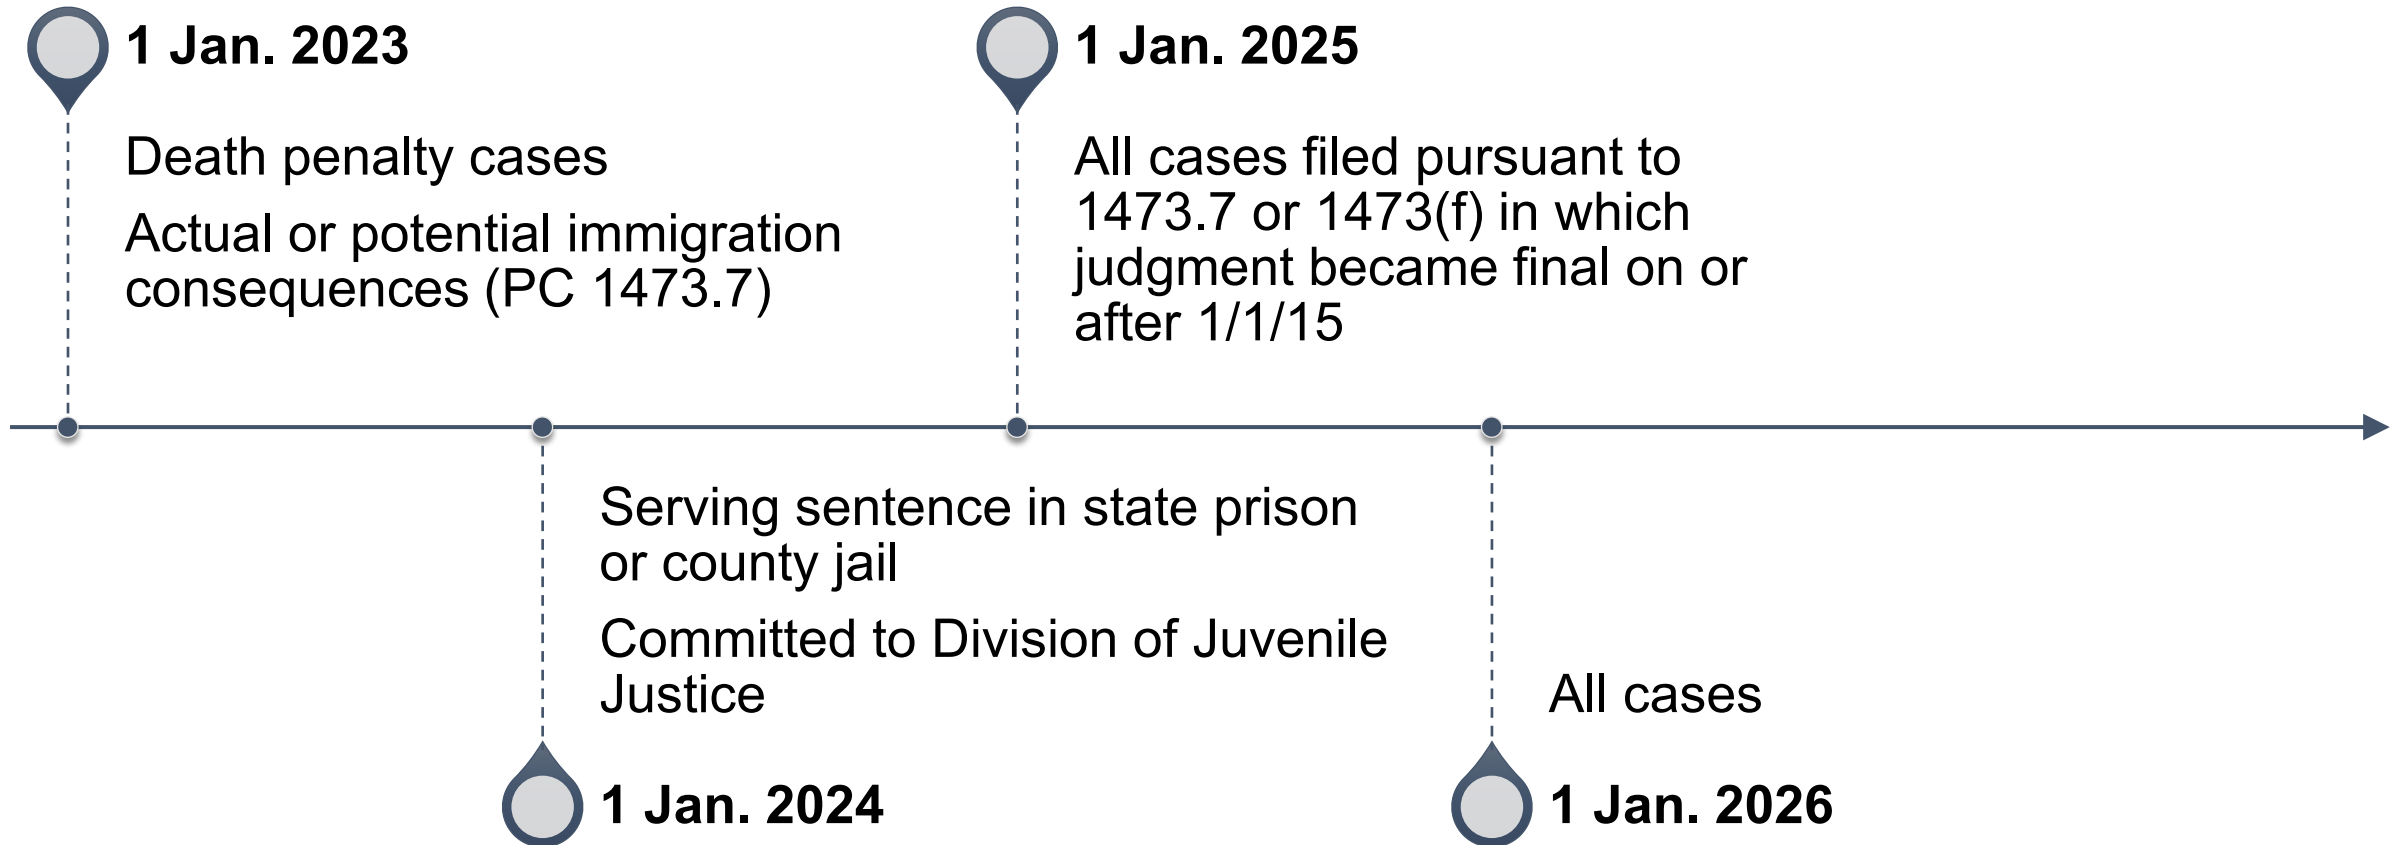 1 Jan. 2023
Death penalty cases
Actual or potential immigration
consequences (PC 1473.7)
Serving sentence in state prison
or county jail
Committed to Division of Juvenile
Justice
1 Jan. 2024
1 Jan. 2025
All cases filed pursuant to
1473.7 or 1473(f) in which
judgment became final on or
after 1/1/15
All cases
1 Jan. 2026